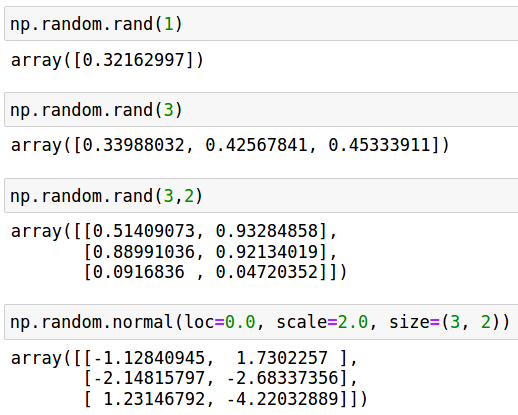 np.random.rand(1)
array([0.32162997])
np.random.rand(3)
array([0.33988032, 0.42567841, 0.45333911])
np.random.rand(3,2)
array([[0.51409073, 0.93284858],
       [0.88991036, 0.92134019],
       [0.0916836 , 0.04720352]])
np.random.normal(loc=0.0, scale=2.0, size=(3, 2))
array([[-1.12840945,  1.7302257 ],
       [-2.14815797, -2.68337356],
       [ 1.23146792, -4.22032889]])